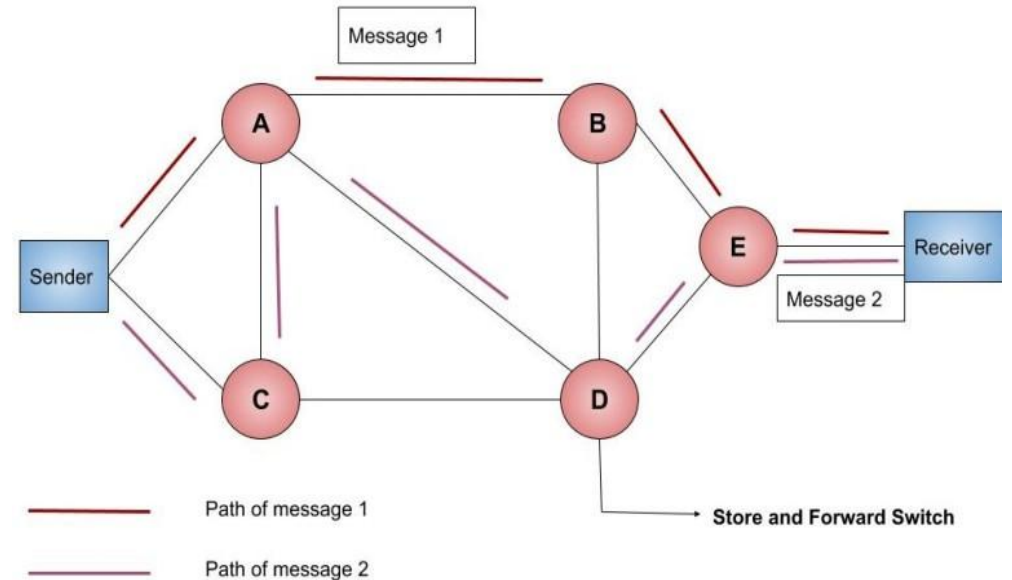 Message 1
A
B
Sender
E
Receiver
Message 2
C
D
Path of message 1
Store and Forward Switch
Path of message 2